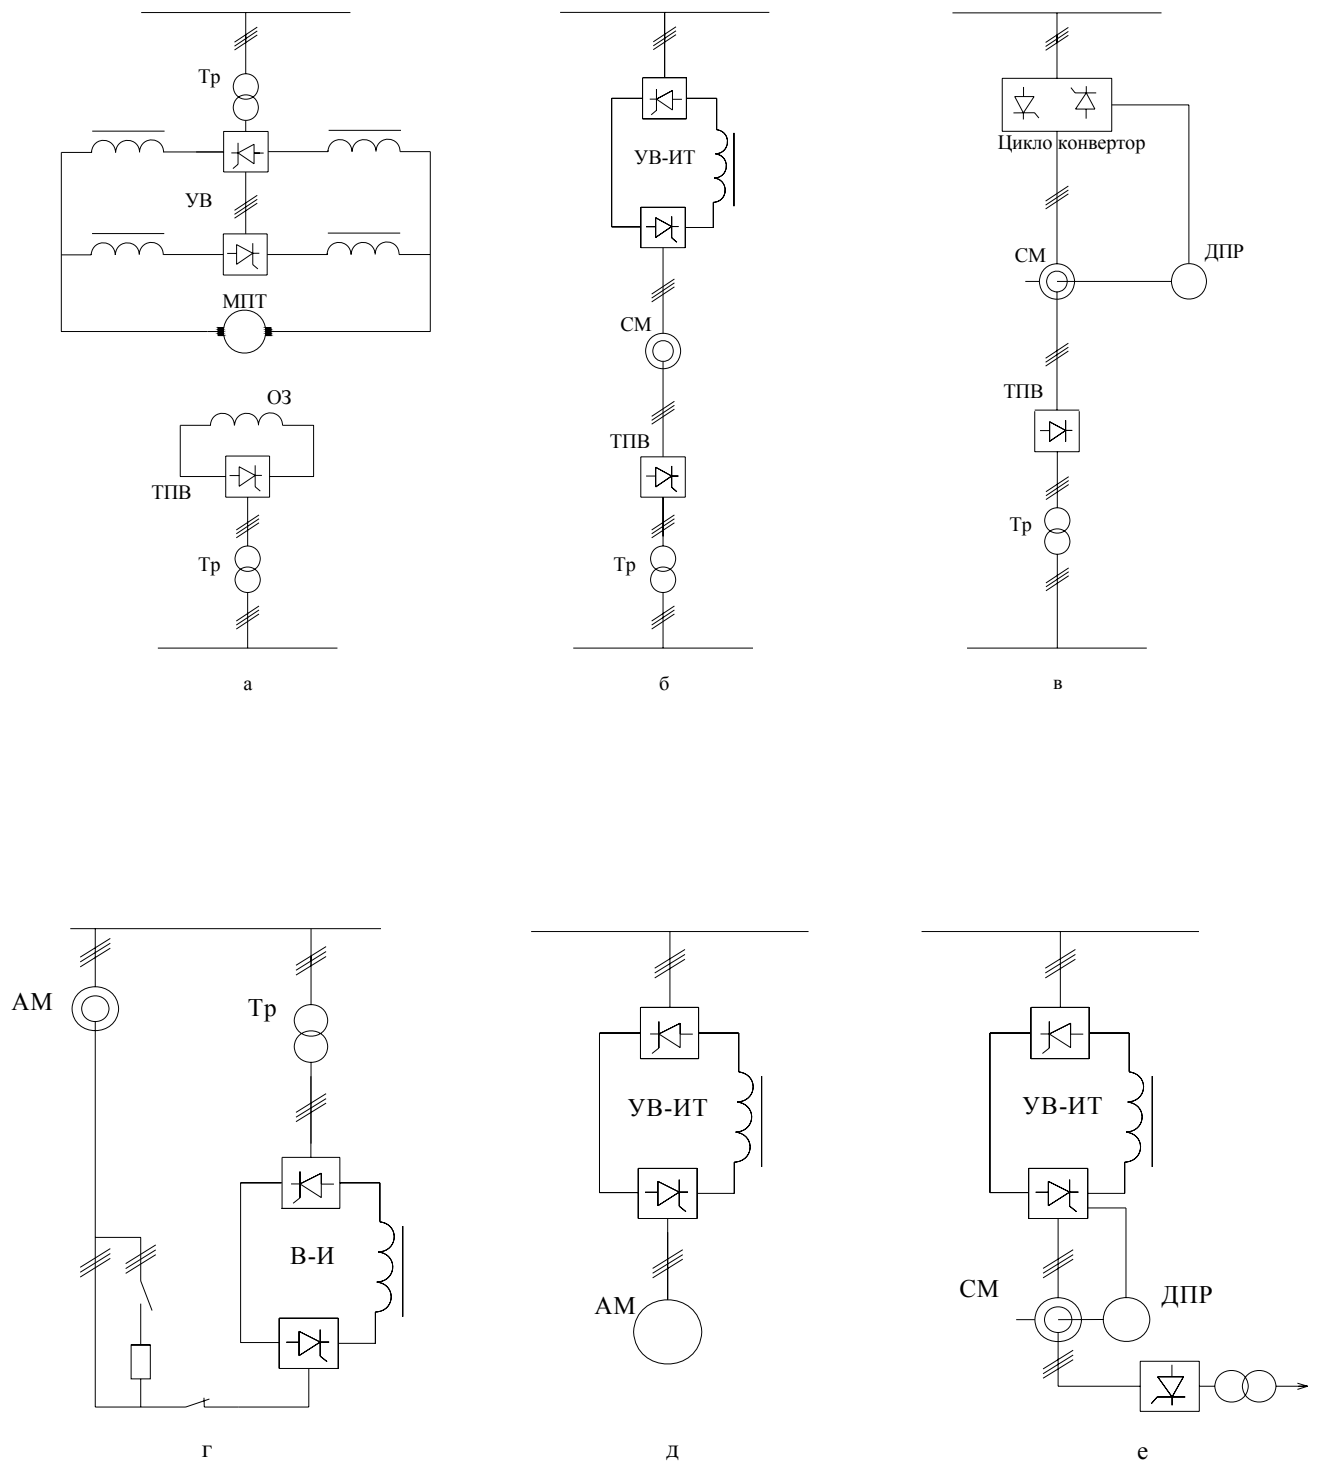 Тр
УВ
МПТ
ОЗ
ТПВ
Тр
а
УВ-ИТ
СМ
ТПВ
Тр
б
Цикло конвертор
СМ
ДПР
ТПВ
Тр
в
АМ
Тр
В-И
г
УВ-ИТ
АМ
д
УВ-ИТ
СМ
ДПР
е